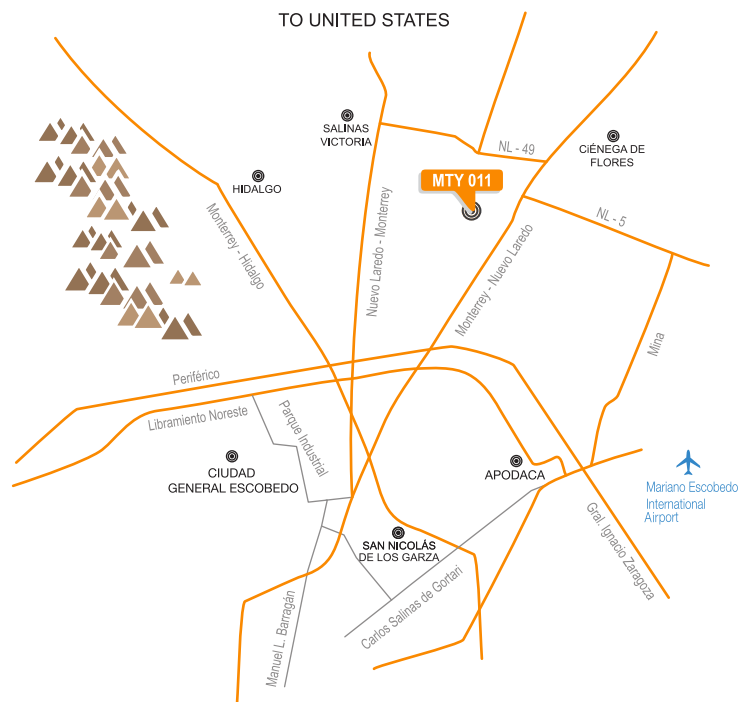 TO UNITED STATES
SALINAS
VICTORIA
NL - 49
CiÉNEGA DE
FLORES
MTY 011
HIDALGO
NL - 5
Monterrey - Hidalgo
Nuevo Laredo - Monterrey
Monterrey - Nuevo Laredo
Mina
Periférico
Libramiento Noreste
Parque Industrial
CIUDAD
GENERAL ESCOBEDO
APODACA
Mariano Escobedo
International
Airport
Gral. Ignacio Zaragoza
SAN NICOLÁS
DE LOS GARZA
Carlos Salinas de Gortari
Manuel L. Barragán